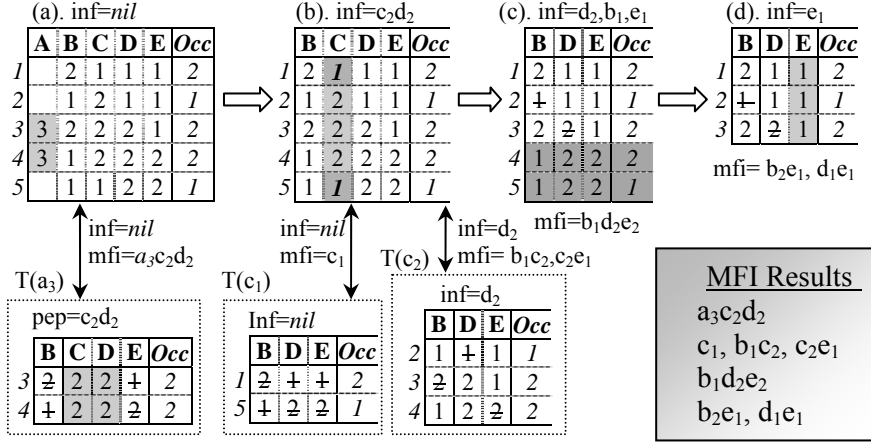 (a). inf=nil
A B C D E Occ
1 2 1 1 1 2
2 1 2 1 1 1
3 3 2 2 2 1 2
4 3 1 2 2 2 2
5 1 1 2 2 1
(b). inf=c2d2
B C D E Occ
1 2 1 1 1 2
2 1 2 1 1 1
3 2 2 2 1 2
4 1 2 2 2 2
5 1 1 2 2 1
(c). inf=d2,b1,e1
B D E Occ
1 2 1 1 2
2 1 1 1 1
3 2 2 1 2
4 1 2 2 2
5 1 2 2 1
mfi=b1d2e2
(d). inf=e1
B D E Occ
1 2 1 1 2
2 1 1 1 1
3 2 2 1 2
mfi= b2e1, d1e1
inf=nil
mfi=a3c2d2
T(a3)
pep=c2d2
B C D E Occ
3 2 2 2 1 2
4 1 2 2 2 2
inf=nil
mfi=c1
T(c1)
Inf=nil
B D E Occ
1 2 1 1 2
5 1 2 2 1
inf=d2
mfi= b1c2,c2e1
T(c2)
inf=d2
B D E Occ
2 1 1 1 1
3 2 2 1 2
4 1 2 2 2
MFI Results
a3c2d2
c1, b1c2, c2e1
b1d2e2
b2e1, d1e1